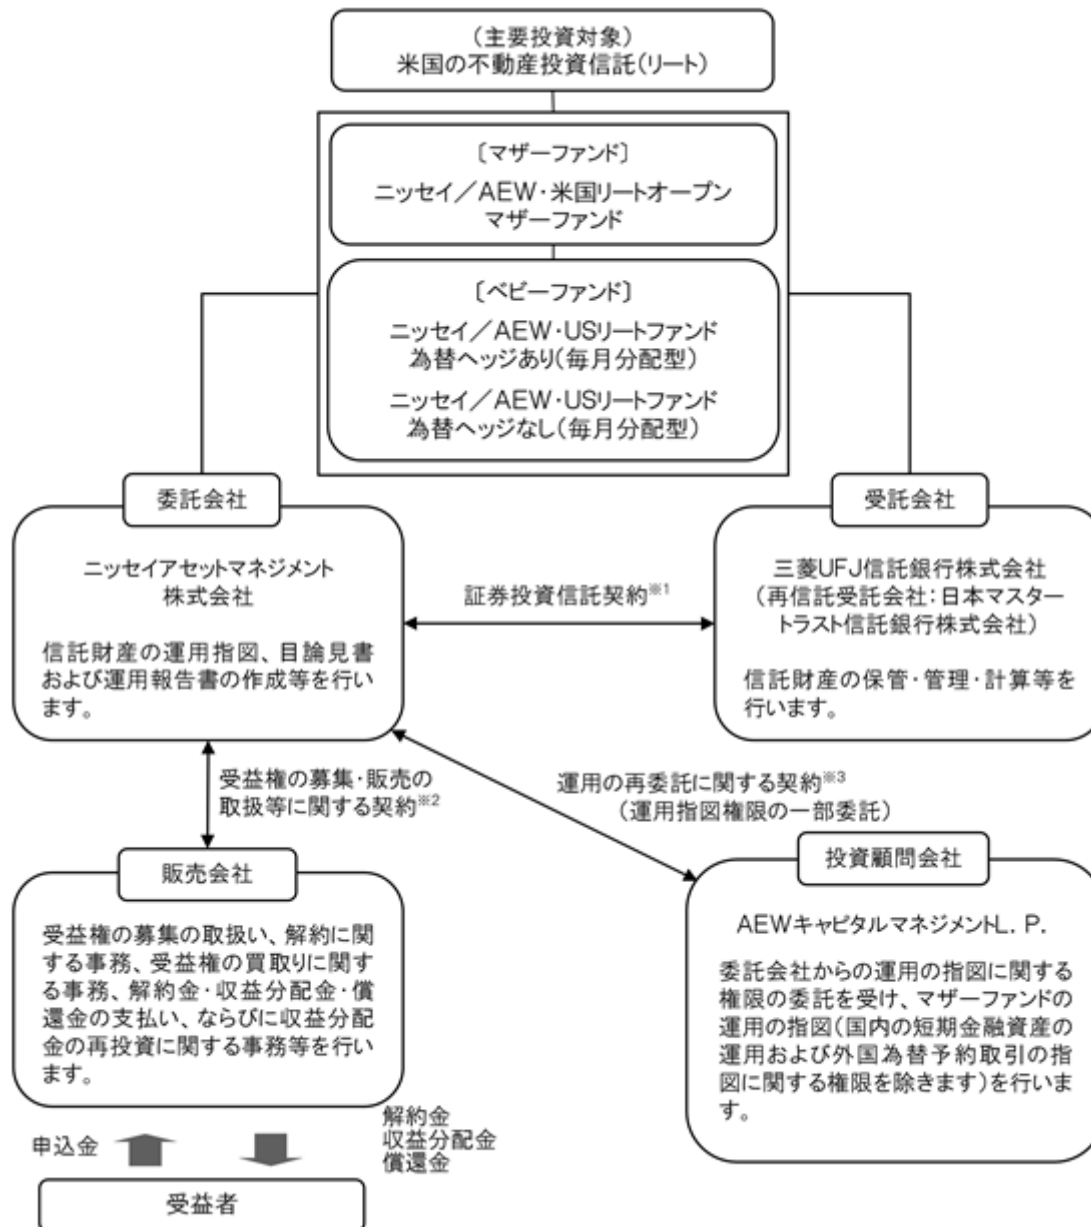 (主要投資対象)
米国の不動産投資信託(リート)
〔マザーファンド〕
ニッセイ/AEW・米国リートオープン
マザーファンド
〔ベビーファンド〕
ニッセイ/AEW・USリートファンド
為替ヘッジあり(毎月分配型)
ニッセイ/AEW・USリートファンド
為替ヘッジなし(毎月分配型)
委託会社
ニッセイアセットマネジメント
株式会社
信託財産の運用指図、目論見書
および運用報告書の作成等を行い
ます。
証券投資信託契約※1
受託会社
三菱UFJ信託銀行株式会社
(再信託受託会社:日本マスター
トラスト信託銀行株式会社)
信託財産の保管・管理・計算等を
行います。
受益権の募集・販売の
取扱等に関する契約※2
運用の再委託に関する契約※3
(運用指図権限の一部委託)
販売会社
受益権の募集の取扱い、解約に関
する事務、受益権の買取りに関す
る事務、解約金・収益分配金・償
還金の支払い、ならびに収益分配
金の再投資に関する事務等を行い
ます。
投資顧問会社
AEWキャピタルマネジメントL.P.
委託会社からの運用の指図に関する
権限の委託を受け、マザーファンドの
運用の指図(国内の短期金融資産の
運用および外国為替予約取引の指
図に関する権限を除きます)を行いま
す。
申込金
解約金
収益分配金
償還金
受益者